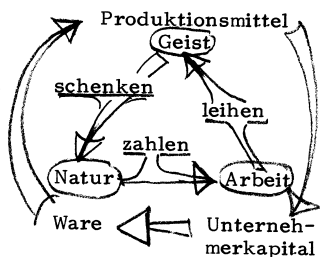 Produktionsmittel
Geist
schenken
leihen
zahlen
Natur
Arbeit
Ware
Unterneh-
merkapital